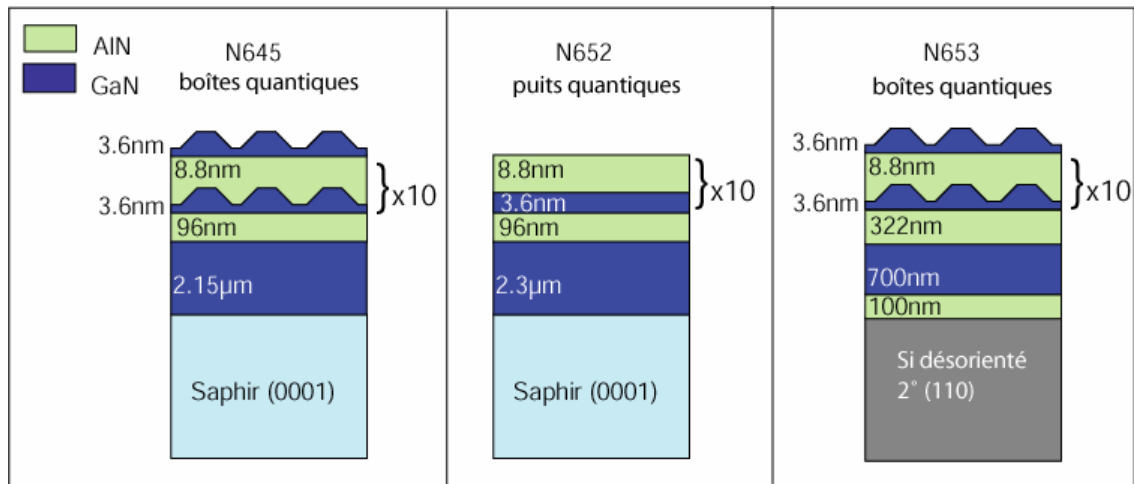 AlN
GaN
N645
boîtes quantiques
3.6nm
8.8nm
x10
3.6nm
96nm
2.15µm
Saphir (0001)
N652
puits quantiques
8.8nm
3.6nm
x10
96nm
2.3µm
Saphir (0001)
N653
boîtes quantiques
3.6nm
8.8nm
x10
3.6nm
322nm
700nm
100nm
Si désorienté
2° (110)